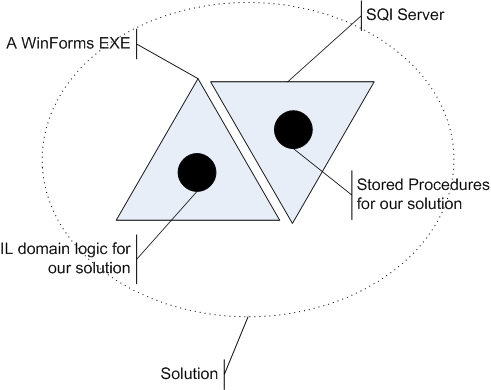 SQl Server
A WinForms EXE
Stored Procedures
for our solution
IL domain logic for
our solution
Solution